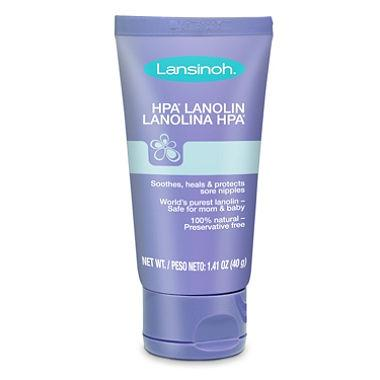 Lansinoh.
HPA® LANOLIN
LANOLINA HPA®
Soothes, heals & protects
sore nipples
World's purest lanolin –
Safe for mom & baby
100% natural –
Preservative free
NET WT. / PESO NETO: 1.41 OZ (40 g)